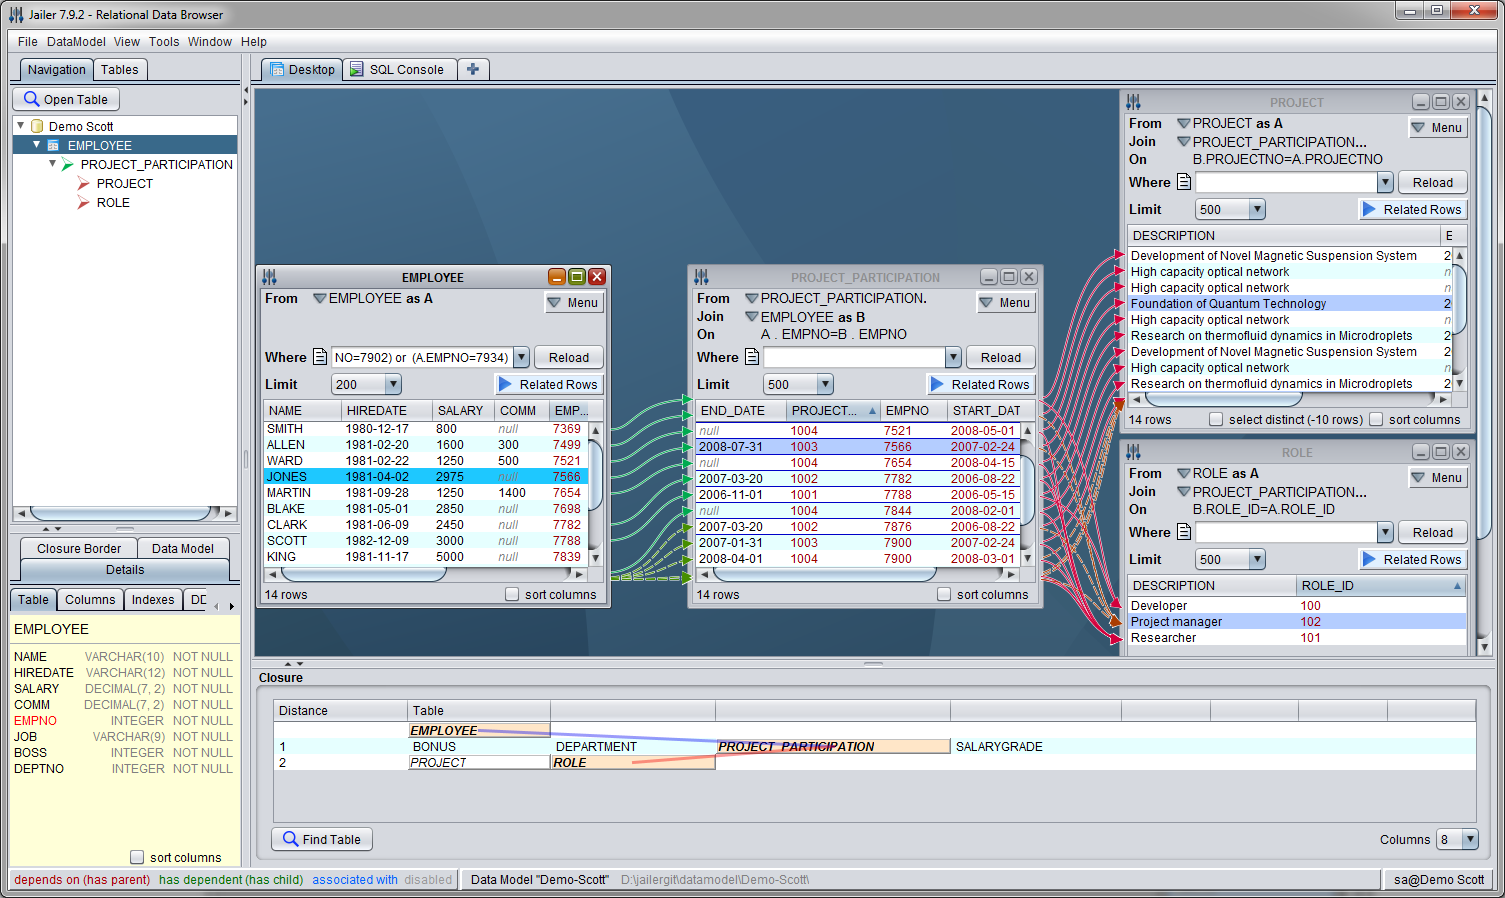 Jailer 7.9.2 - Relational Data Browser
File DataModel View Tools Window Help
Navigation Tables
Open Table
Demo Scott
EMPLOYEE
PROJECT_PARTICIPATION
PROJECT
ROLE
Closure Border Data Model
Details
Table Columns Indexes DD
EMPLOYEE
NAME VARCHAR(10) NOT NULL
HIREDATE VARCHAR(12) NOT NULL
SALARY DECIMAL(7, 2) NOT NULL
COMM DECIMAL(7, 2) NOT NULL
EMPNO INTEGER NOT NULL
JOB VARCHAR(9) NOT NULL
BOSS INTEGER NOT NULL
DEPTNO INTEGER NOT NULL
sort columns
Desktop SQL Console
EMPLOYEE
From EMPLOYEE as A Menu
Where NO=7902) or (A.EMPNO=7934) Reload
Limit 200 Related Rows
NAME HIREDATE SALARY COMM EMP...
SMITH 1980-12-17 800 null 7369
ALLEN 1981-02-20 1600 300 7499
WARD 1981-02-22 1250 500 7521
JONES 1981-04-02 2975 null 7566
MARTIN 1981-09-28 1250 1400 7654
BLAKE 1981-05-01 2850 null 7698
CLARK 1981-06-09 2450 null 7782
SCOTT 1982-12-09 3000 null 7788
KING 1981-11-17 5000 null 7839
14 rows sort columns
PROJECT_PARTICIPATION
From PROJECT_PARTICIPATION. Menu
Join EMPLOYEE as B
On A . EMPNO=B . EMPNO
Where Reload
Limit 500 Related Rows
END_DATE PROJECT... EMPNO START_DAT
null 1004 7521 2008-05-01
2008-07-31 1003 7566 2007-02-24
null 1004 7654 2008-04-15
2007-03-20 1002 7782 2006-08-22
2006-11-01 1001 7788 2006-05-15
null 1004 7844 2008-02-01
2007-03-20 1002 7876 2006-08-22
2007-01-31 1003 7900 2007-02-24
2008-04-01 1004 7900 2008-03-01
14 rows sort columns
PROJECT
From PROJECT as A Menu
Join PROJECT_PARTICIPATION...
On B.PROJECTNO=A.PROJECTNO
Where Reload
Limit 500 Related Rows
DESCRIPTION E
Development of Novel Magnetic Suspension System 2
High capacity optical network n
High capacity optical network n
Foundation of Quantum Technology 2
High capacity optical network n
Research on thermofluid dynamics in Microdroplets 2
Development of Novel Magnetic Suspension System 2
High capacity optical network n
Research on thermofluid dynamics in Microdroplets 2
14 rows select distinct (-10 rows) sort columns
ROLE
From ROLE as A Menu
Join PROJECT_PARTICIPATION...
On B.ROLE_ID=A.ROLE_ID
Where Reload
Limit 500 Related Rows
DESCRIPTION ROLE_ID
Developer 100
Project manager 102
Researcher 101
Closure
Distance Table
EMPLOYEE
1 BONUS DEPARTMENT PROJECT_PARTICIPATION SALARYGRADE
2 PROJECT ROLE
Find Table Columns 8
depends on (has parent) has dependent (has child) associated with disabled Data Model "Demo-Scott" D:\jailergit\datamodel\Demo-Scott\ sa@Demo Scott